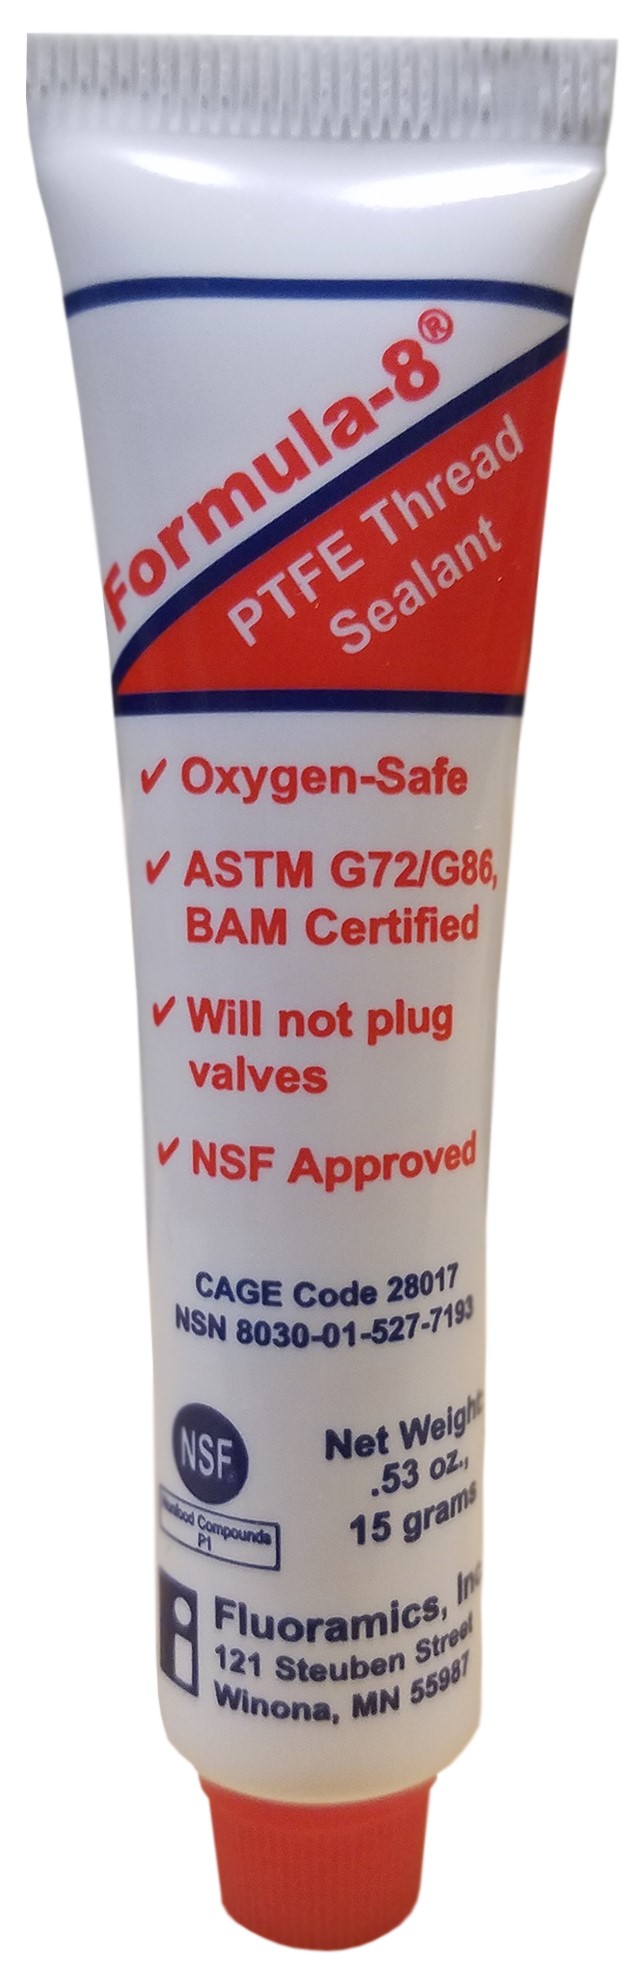 Formula-8®
PTFE Thread
Sealant
✓ Oxygen-Safe
✓ ASTM G72/G86,
BAM Certified
✓ Will not plug
valves
✓ NSF Approved
CAGE Code 28017
NSN 8030-01-527-7193
NSF
Nonfood Compounds
P1
Net Weight:
.53 oz.,
15 grams
Fluoramics, Inc.
121 Steuben Street
Winona, MN 55987